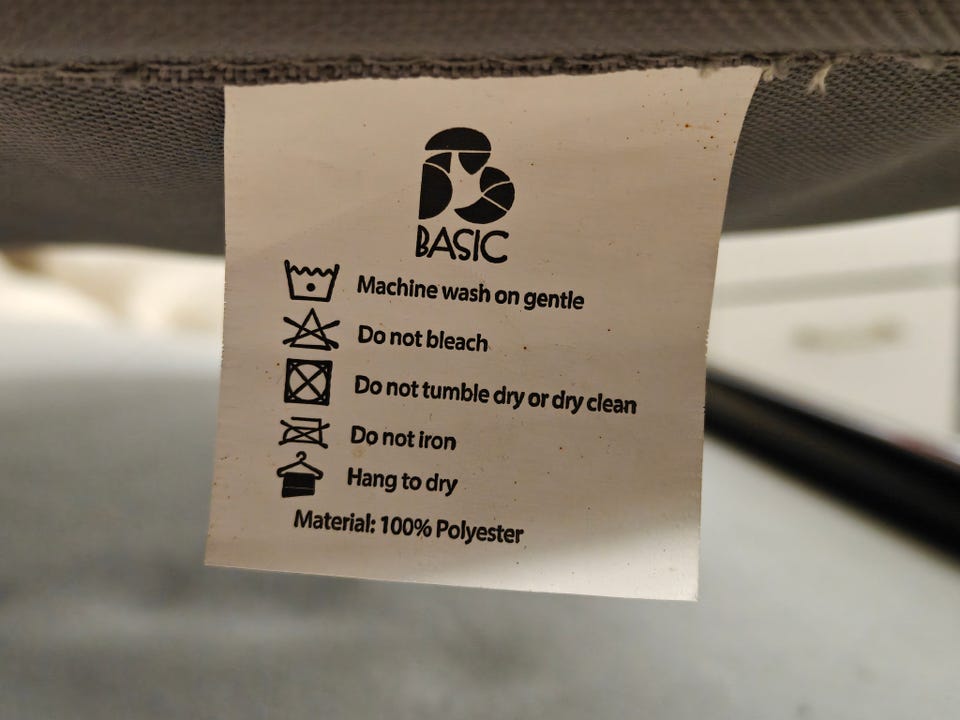 BASIC
Machine wash on gentle
Do not bleach
Do not tumble dry or dry clean
Do not iron
Hang to dry
Material: 100% Polyester